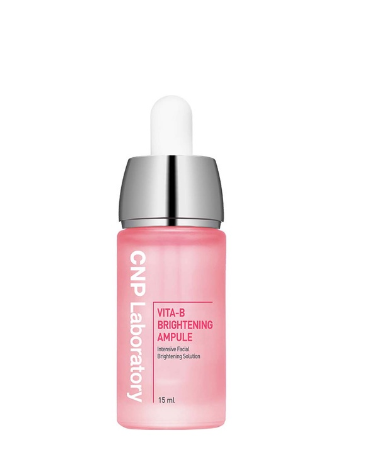 CNP Laboratory
VITA-B
BRIGHTENING
AMPULE
Intensive Facial
Brightening Solution
15 ml